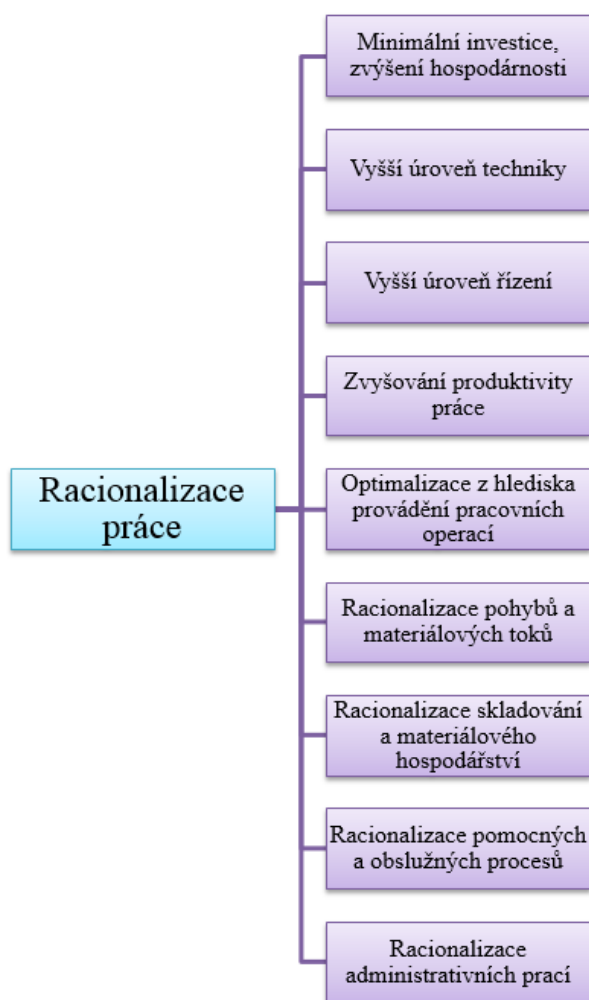 Minimální investice,
zvýšení hospodárnosti
Vyšší úroveň techniky
Vyšší úroveň řízení
Zvyšování produktivity
práce
Racionalizace
práce
Optimalizace z hlediska
provádění pracovních
operací
Racionalizace pohybů a
materiálových toků
Racionalizace skladování
a materiálového
hospodářství
Racionalizace pomocných
a obslužných procesů
Racionalizace
administrativních prací